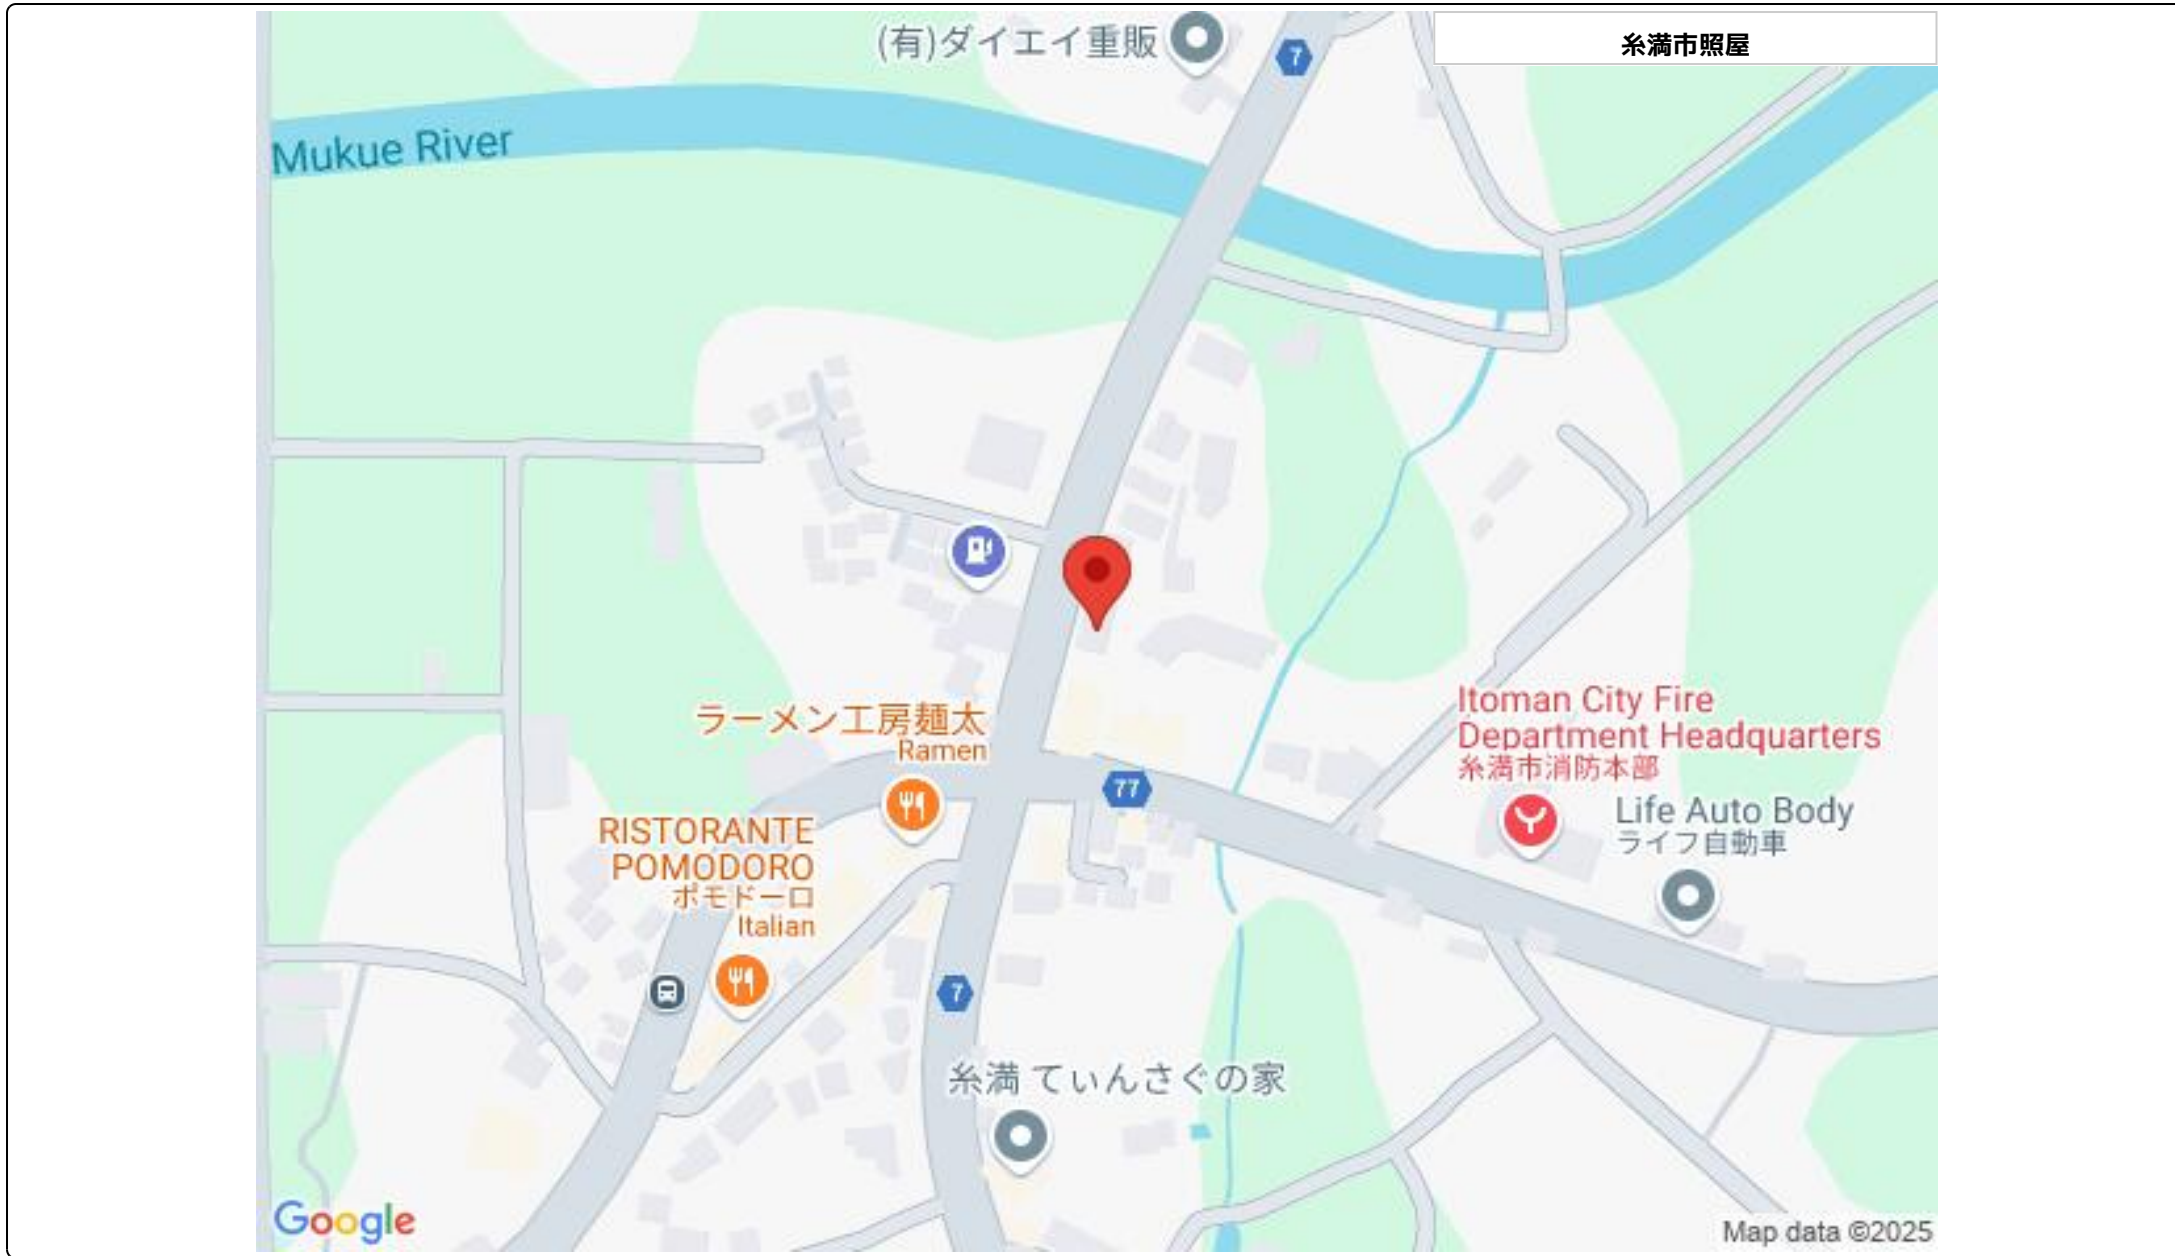 (有)ダイエイ重販
7
糸満市照屋
Mukue River
ラーメン工房麺太
Ramen
77
Itoman City Fire
Department Headquarters
糸満市消防本部
Life Auto Body
ライフ自動車
RISTORANTE
POMODORO
ポモドーロ
Italian
7
糸満 てぃんさぐの家
Google
Map data ©2025